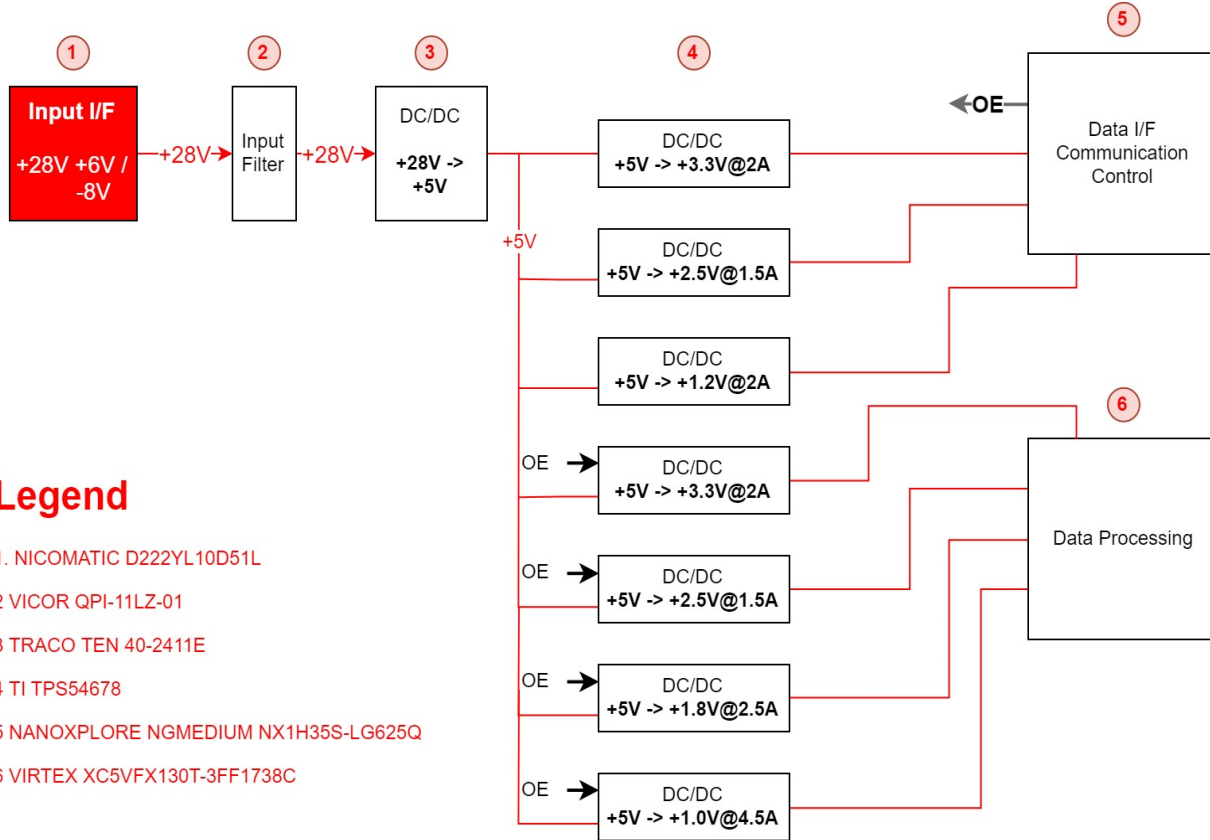 1
2
3
4
5
Input I/F
+28V +6V /
-8V
+28V
Input
Filter
+28V
DC/DC
+28V ->
+5V
+5V
DC/DC
+5V -> +3.3V@2A
DC/DC
+5V -> +2.5V@1.5A
DC/DC
+5V -> +1.2V@2A
OE
DC/DC
+5V -> +3.3V@2A
OE
DC/DC
+5V -> +2.5V@1.5A
OE
DC/DC
+5V -> +1.8V@2.5A
OE
DC/DC
+5V -> +1.0V@4.5A
OE
Data I/F
Communication
Control
6
Data Processing
Legend
1. NICOMATIC D222YL10D51L
2 VICOR QPI-11LZ-01
3 TRACO TEN 40-2411E
4 TI TPS54678
5 NANOXPLORE NGMEDIUM NX1H35S-LG625Q
6 VIRTEX XC5VFX130T-3FF1738C